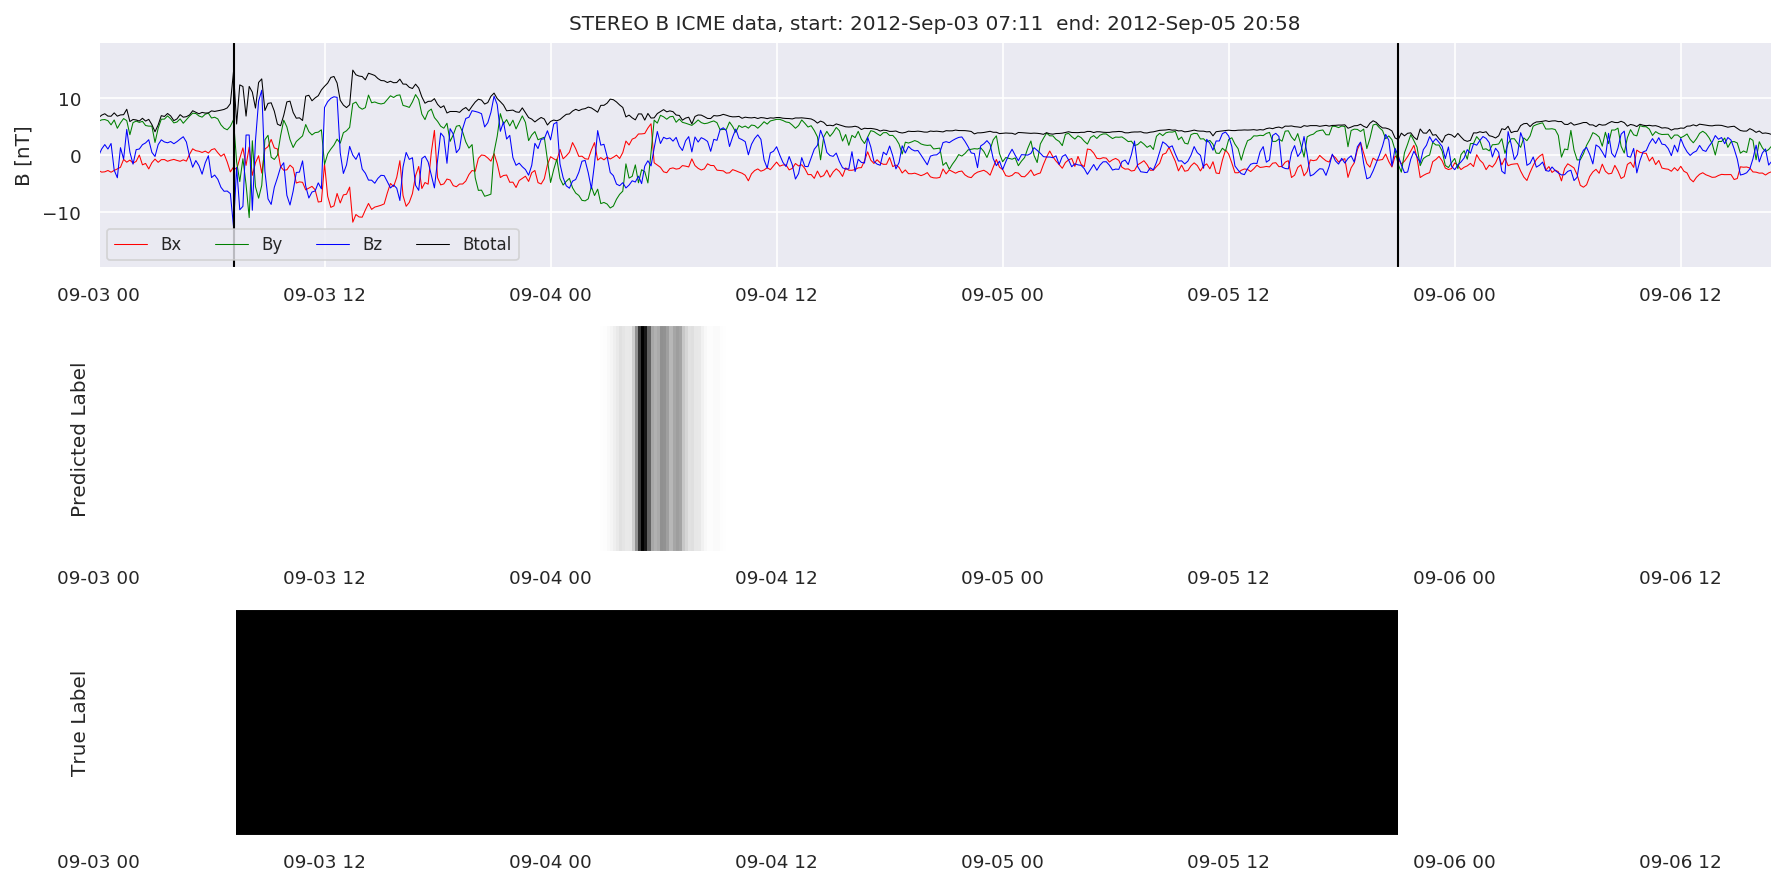 STEREO B ICME data, start: 2012-Sep-03 07:11  end: 2012-Sep-05 20:58
B [nT]
10
0
−10
Bx By Bz Btotal
09-03 00 09-03 12 09-04 00 09-04 12 09-05 00 09-05 12 09-06 00 09-06 12
Predicted Label
09-03 00 09-03 12 09-04 00 09-04 12 09-05 00 09-05 12 09-06 00 09-06 12
True Label
09-03 00 09-03 12 09-04 00 09-04 12 09-05 00 09-05 12 09-06 00 09-06 12